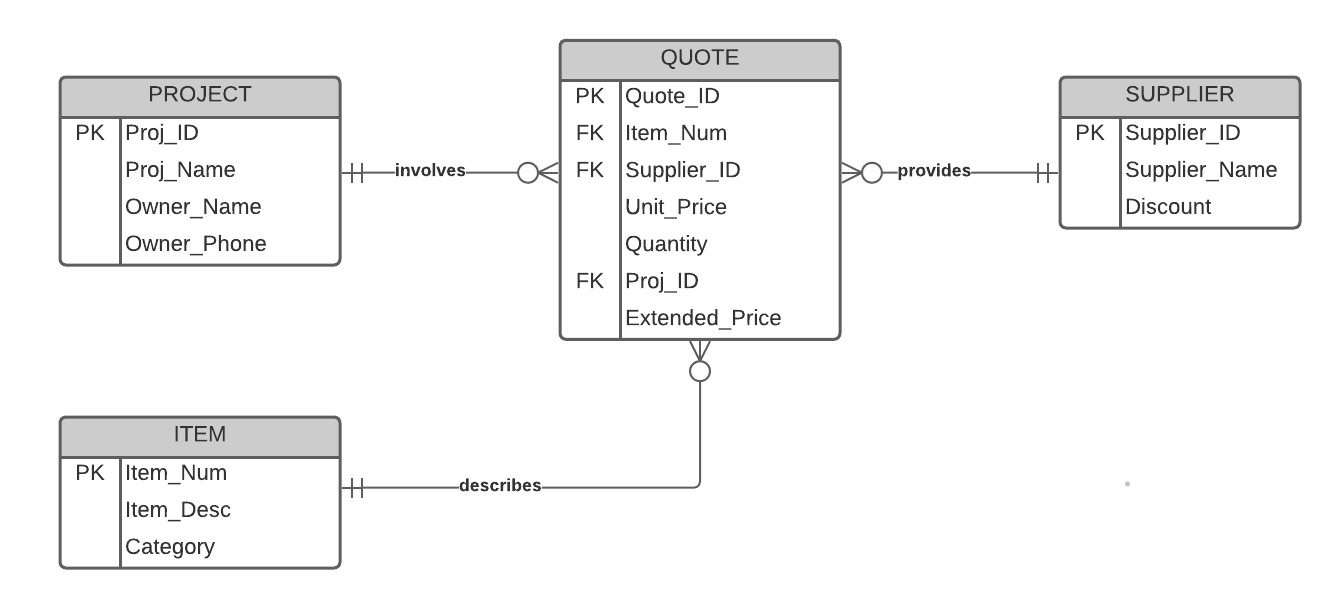 PROJECT
PK Proj_ID
Proj_Name
Owner_Name
Owner_Phone
involves
QUOTE
PK Quote_ID
FK Item_Num
FK Supplier_ID
Unit_Price
Quantity
FK Proj_ID
Extended_Price
provides
SUPPLIER
PK Supplier_ID
Supplier_Name
Discount
ITEM
PK Item_Num
Item_Desc
Category
describes